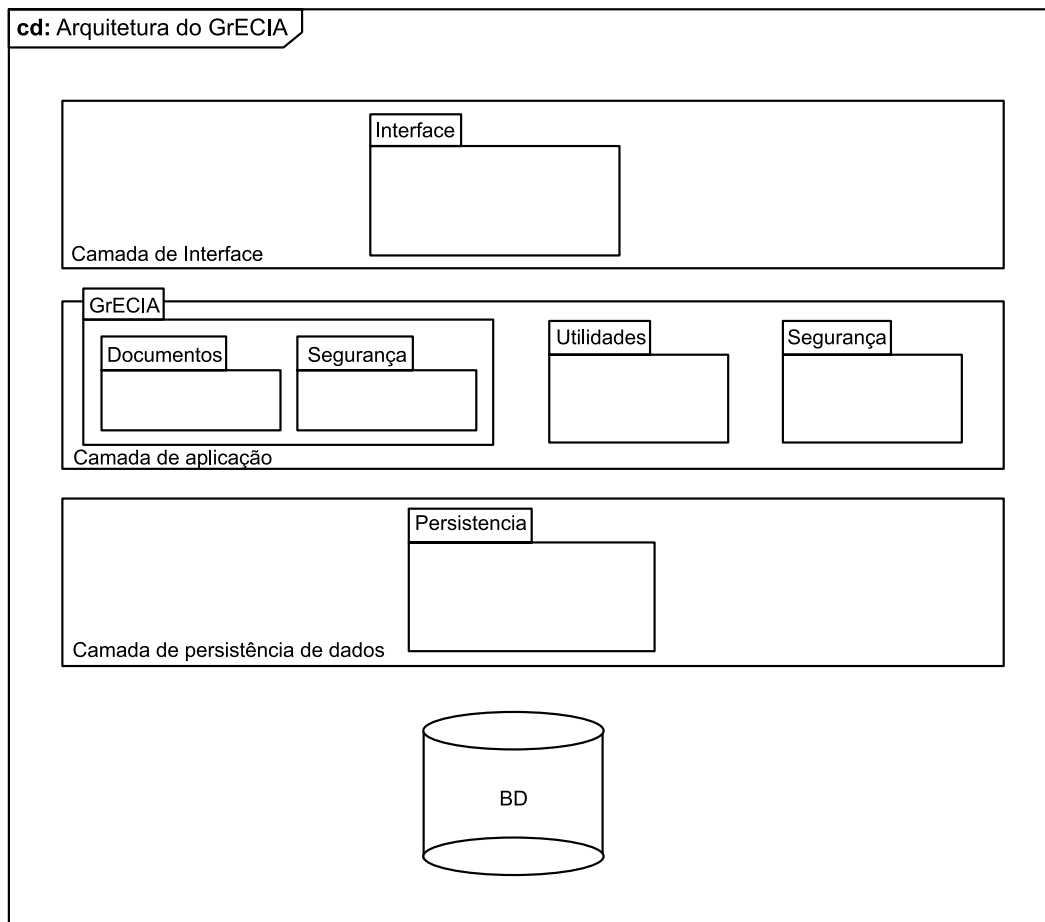 cd: Arquitetura do GrECIA
Interface
Camada de Interface
GrECIA
Documentos
Segurança
Utilidades
Segurança
Camada de aplicação
Persistencia
Camada de persistência de dados
BD